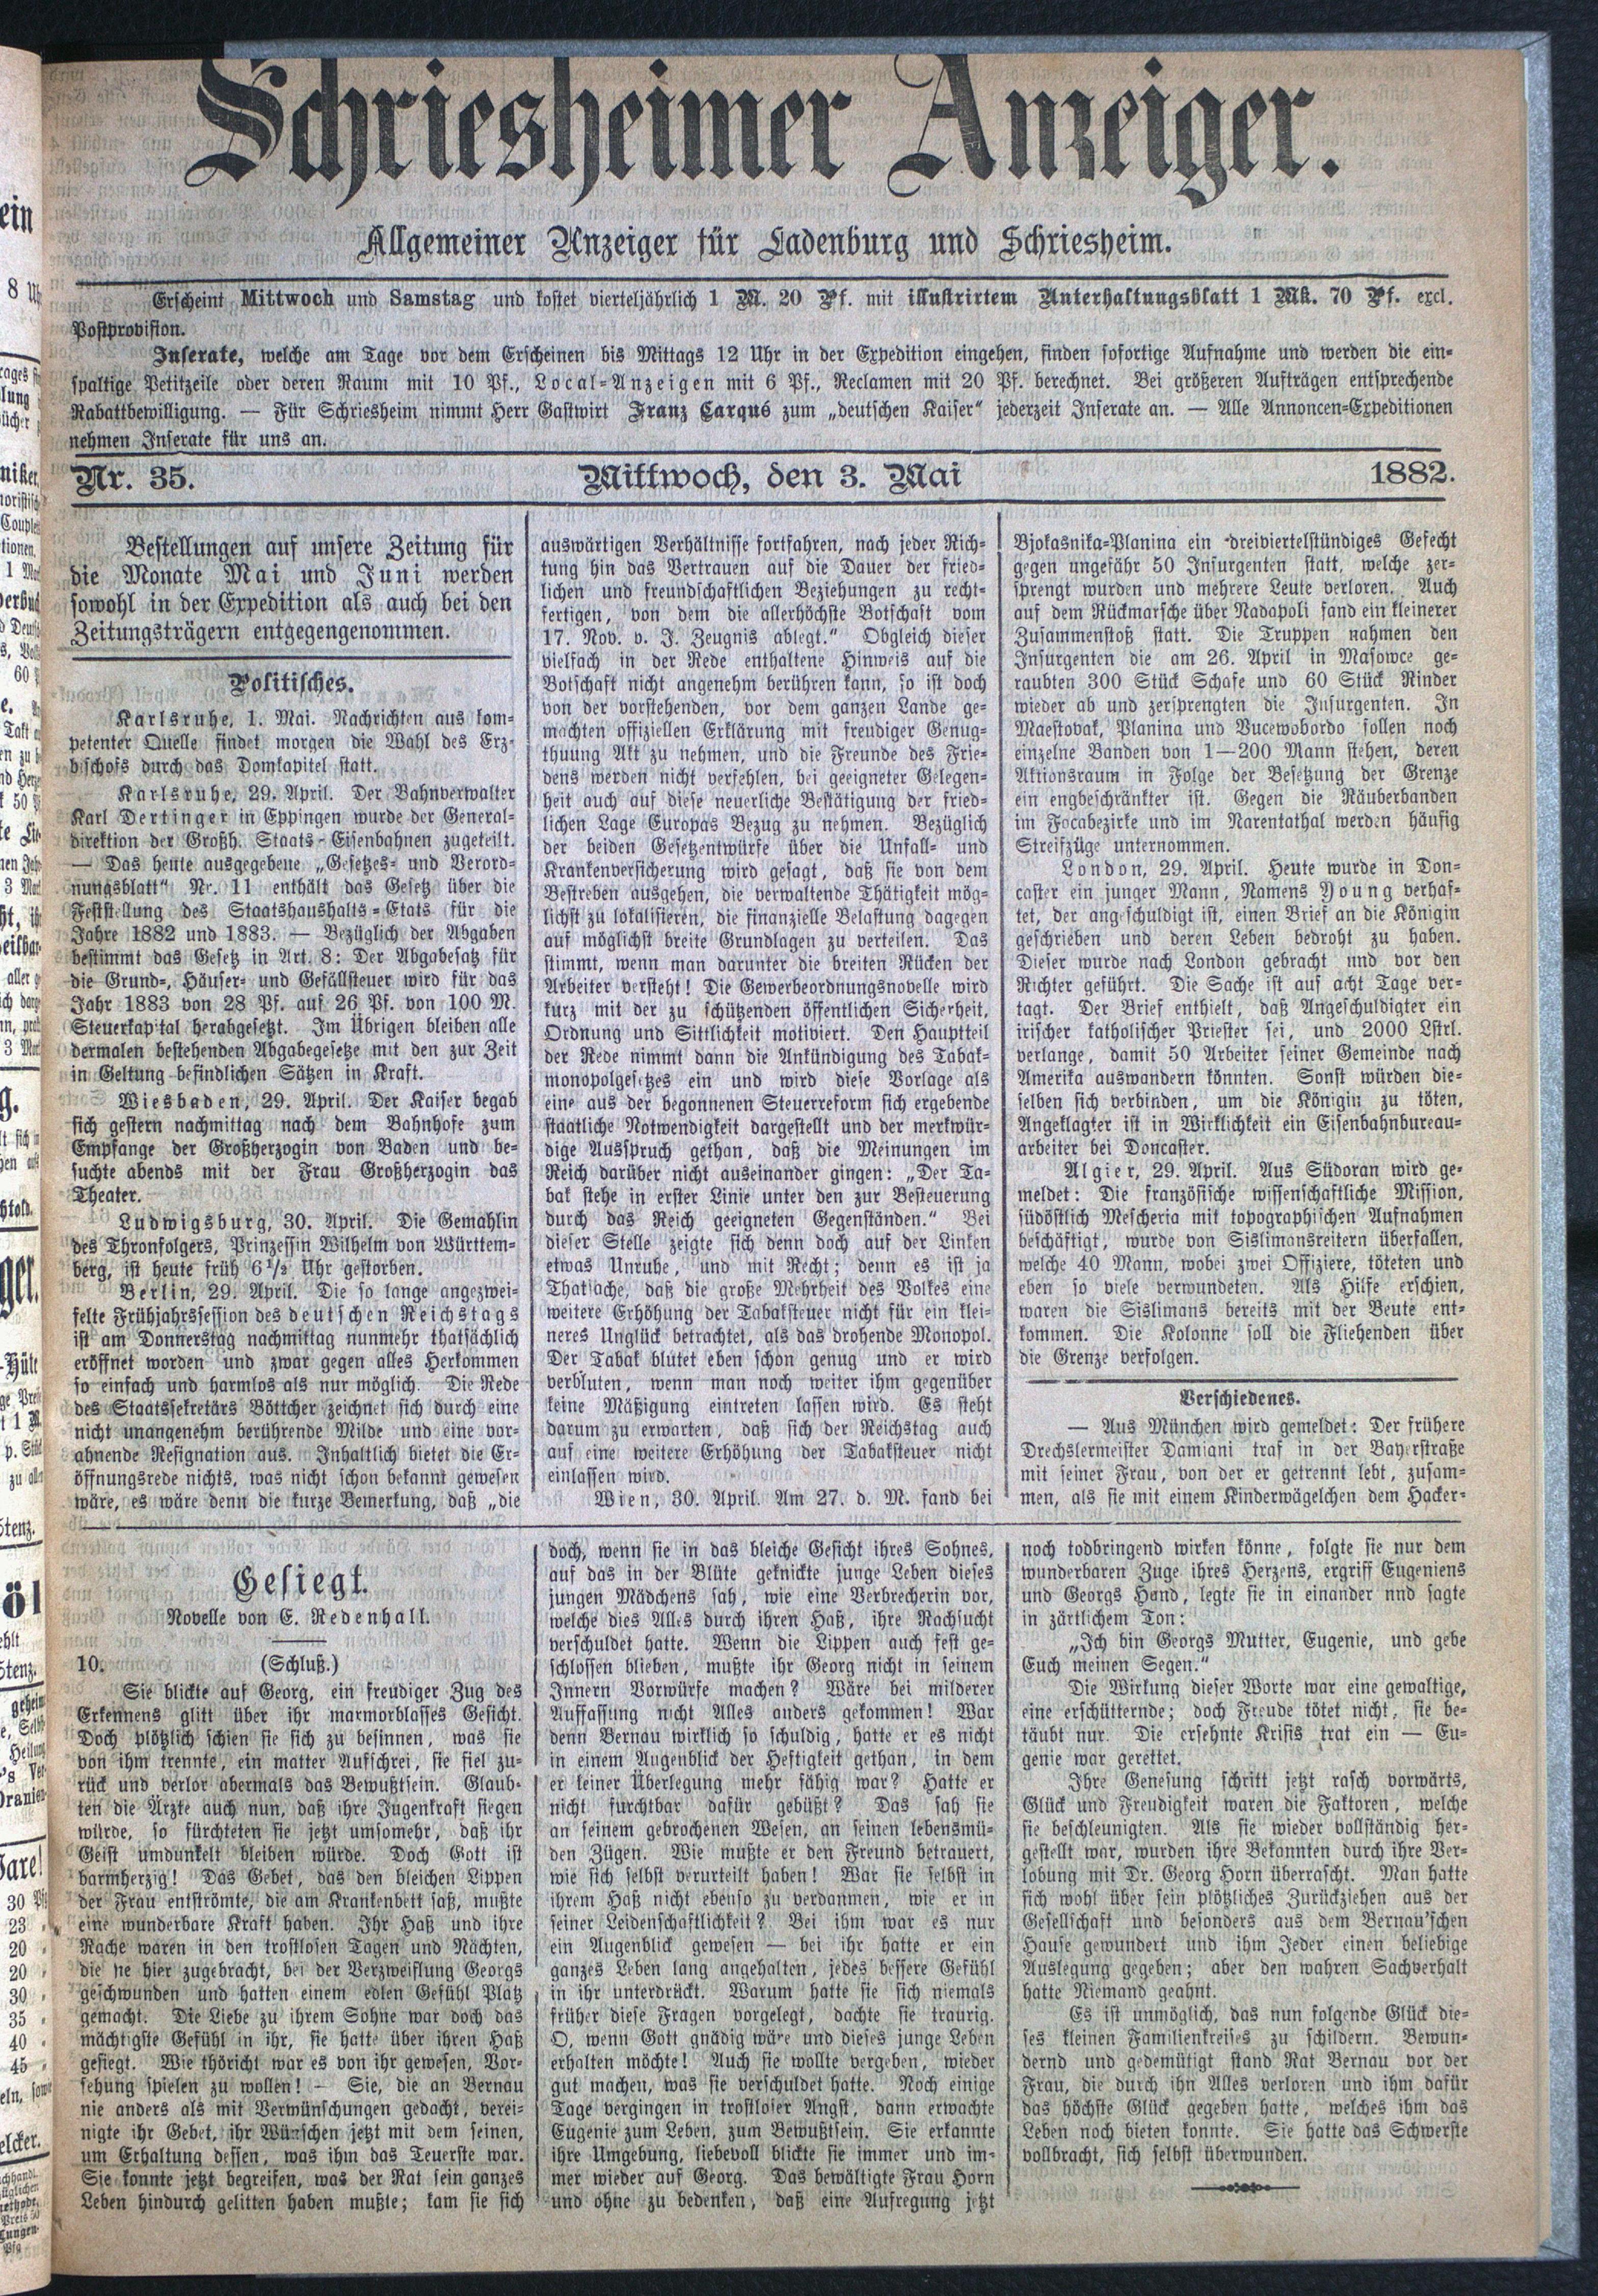 Schriesheimer Anzeiger.
Allgemeiner Anzeiger für Ladenburg und Schriesheim.
Erscheint Mittwoch und Samstag und kostet vierteljährlich 1 M. 20 Pf. mit illustrirtem Unterhaltungsblatt 1 Mk. 70 Pf. excl.
Postprovision.
Inserate, welche am Tage vor dem Erscheinen bis Mittags 12 Uhr in der Expedition eingehen, finden sofortige Aufnahme und werden die ein-
spaltige Petitzeile oder deren Raum mit 10 Pf., Local-Anzeigen mit 6 Pf., Reclamen mit 20 Pf. berechnet. Bei größeren Aufträgen entsprechende
Rabattbewilligung. — Für Schriesheim nimmt Herr Gastwirt Franz Carqué zum „deutschen Kaiser" jederzeit Inserate an. — Alle Annoncen-Expeditionen
nehmen Inserate für uns an.
Nr. 35. Mittwoch, den 3. Mai 1882.
Bestellungen auf unsere Zeitung für
die Monate Mai und Juni werden
sowohl in der Expedition als auch bei den
Zeitungsträgern entgegengenommen.
Politisches.
Karlsruhe, 1. Mai. Nachrichten aus kom-
petenter Quelle findet morgen die Wahl des Erz-
bischofs durch das Domkapitel statt.
Karlsruhe, 29. April. Der Bahnverwalter
Karl Dertinger in Eppingen wurde der General-
direktion der Großh. Staats-Eisenbahnen zugeteilt.
— Das heute ausgegebene „Gesetzes- und Verord-
nungsblatt" Nr. 11 enthält das Gesetz über die
Feststellung des Staatshaushalts-Etats für die
Jahre 1882 und 1883. — Bezüglich der Abgaben
bestimmt das Gesetz in Art. 8: Der Abgabesatz für
die Grund-, Häuser- und Gefällsteuer wird für das
Jahr 1883 von 28 Pf. auf 26 Pf. von 100 M.
Steuerkapital herabgesetzt. Im Übrigen bleiben alle
dermalen bestehenden Abgabegesetze mit den zur Zeit
in Geltung befindlichen Sätzen in Kraft.
Wiesbaden, 29. April. Der Kaiser begab
sich gestern nachmittag nach dem Bahnhofe zum
Empfange der Großherzogin von Baden und be-
suchte abends mit der Frau Großherzogin das
Theater.
Ludwigsburg, 30. April. Die Gemahlin
des Thronfolgers, Prinzessin Wilhelm von Württem-
berg, ist heute früh 6½ Uhr gestorben.
Berlin, 29. April. Die so lange angezwei-
felte Frühjahrssession des deutschen Reichstags
ist am Donnerstag nachmittag nunmehr thatsächlich
eröffnet worden und zwar gegen alles Herkommen
so einfach und harmlos als nur möglich. Die Rede
des Staatssekretärs Böttcher zeichnet sich durch eine
nicht unangenehm berührende Milde und eine vor-
ahnende Resignation aus. Inhaltlich bietet die Er-
öffnungsrede nichts, was nicht schon bekannt gewesen
wäre, es wäre denn die kurze Bemerkung, daß „die
auswärtigen Verhältnisse fortfahren, nach jeder Rich-
tung hin das Vertrauen auf die Dauer der fried-
lichen und freundschaftlichen Beziehungen zu recht-
fertigen, von dem die allerhöchste Botschaft vom
17. Nov. v. J. Zeugnis ablegt." Obgleich dieser
vielfach in der Rede enthaltene Hinweis auf die
Botschaft nicht angenehm berühren kann, so ist doch
von der vorstehenden, vor dem ganzen Lande ge-
machten offiziellen Erklärung mit freudiger Genug-
thuung Akt zu nehmen, und die Freunde des Frie-
dens werden nicht verfehlen, bei geeigneter Gelegen-
heit auch auf diese neuerliche Bestätigung der fried-
lichen Lage Europas Bezug zu nehmen. Bezüglich
der beiden Gesetzentwürfe über die Unfall- und
Krankenversicherung wird gesagt, daß sie von dem
Bestreben ausgehen, die verwaltende Thätigkeit mög-
lichst zu lokalisieren, die finanzielle Belastung dagegen
auf möglichst breite Grundlagen zu verteilen. Das
stimmt, wenn man darunter die breiten Rücken der
Arbeiter versteht! Die Gewerbeordnungsnovelle wird
kurz mit der zu schützenden öffentlichen Sicherheit,
Ordnung und Sittlichkeit motiviert. Den Hauptteil
der Rede nimmt dann die Ankündigung des Tabak-
monopolgesetzes ein und wird diese Vorlage als
eine aus der begonnenen Steuerreform sich ergebende
staatliche Notwendigkeit dargestellt und der merkwür-
dige Ausspruch gethan, daß die Meinungen im
Reich darüber nicht auseinander gingen: „Der Ta-
bak stehe in erster Linie unter den zur Besteuerung
durch das Reich geeigneten Gegenständen." Bei
dieser Stelle zeigte sich denn doch auf der Linken
etwas Unruhe, und mit Recht; denn es ist ja
Thatsache, daß die große Mehrheit des Volkes eine
weitere Erhöhung der Tabaksteuer nicht für ein klei-
neres Unglück betrachtet, als das drohende Monopol.
Der Tabak blutet eben schon genug und er wird
verbluten, wenn man noch weiter ihm gegenüber
keine Mäßigung eintreten lassen wird. Es steht
darum zu erwarten, daß sich der Reichstag auch
auf eine weitere Erhöhung der Tabaksteuer nicht
einlassen wird.
Wien, 30. April. Am 27. d. M. fand bei
Bjokasnika-Planina ein dreiviertelstündiges Gefecht
gegen ungefähr 50 Insurgenten statt, welche zer-
sprengt wurden und mehrere Leute verloren. Auch
auf dem Rückmarsche über Nadapoli fand ein kleinerer
Zusammenstoß statt. Die Truppen nahmen den
Insurgenten die am 26. April in Masowce ge-
raubten 300 Stück Schafe und 60 Stück Rinder
wieder ab und zersprengten die Insurgenten. In
Maestovak, Planina und Vucewobordo sollen noch
einzelne Banden von 1—200 Mann stehen, deren
Aktionsraum in Folge der Besetzung der Grenze
ein engbeschränkter ist. Gegen die Räuberbanden
im Focabezirke und im Narentathal werden häufig
Streifzüge unternommen.
London, 29. April. Heute wurde in Don-
caster ein junger Mann, Namens Young verhaf-
tet, der angeschuldigt ist, einen Brief an die Königin
geschrieben und deren Leben bedroht zu haben.
Dieser wurde nach London gebracht und vor den
Richter geführt. Die Sache ist auf acht Tage ver-
tagt. Der Brief enthielt, daß Angeschuldigter ein
irischer katholischer Priester sei, und 2000 Lstrl.
verlange, damit 50 Arbeiter seiner Gemeinde nach
Amerika auswandern könnten. Sonst würden die-
selben sich verbinden, um die Königin zu töten,
Angeklagter ist in Wirklichkeit ein Eisenbahnbureau-
arbeiter bei Doncaster.
Algier, 29. April. Aus Südoran wird ge-
meldet: Die französische wissenschaftliche Mission,
südöstlich Mescheria mit topographischen Aufnahmen
beschäftigt, wurde von Sislimansreitern überfallen,
welche 40 Mann, wobei zwei Offiziere, töteten und
eben so viele verwundeten. Als Hilfe erschien,
waren die Sislimans bereits mit der Beute ent-
kommen. Die Kolonne soll die Fliehenden über
die Grenze verfolgen.
Verschiedenes.
— Aus München wird gemeldet: Der frühere
Drechslermeister Damiani traf in der Bayerstraße
mit seiner Frau, von der er getrennt lebt, zusam-
men, als sie mit einem Kinderwägelchen dem Hacker-
Gesiegt.
Novelle von E. Redenhall.
10. (Schluß.)
Sie blickte auf Georg, ein freudiger Zug des
Erkennens glitt über ihr marmorblasses Gesicht.
Doch plötzlich schien sie sich zu besinnen, was sie
von ihm trennte, ein matter Aufschrei, sie fiel zu-
rück und verlor abermals das Bewußtsein. Glaub-
ten die Ärzte auch nun, daß ihre Jugenkraft siegen
würde, so fürchteten sie jetzt umsomehr, daß ihr
Geist umdunkelt bleiben würde. Doch Gott ist
barmherzig! Das Gebet, das den bleichen Lippen
der Frau entströmte, die am Krankenbett saß, mußte
eine wunderbare Kraft haben. Ihr Haß und ihre
Rache waren in den trostlosen Tagen und Nächten,
die sie hier zugebracht, bei der Verzweiflung Georgs
geschwunden und hatten einem edlen Gefühl Platz
gemacht. Die Liebe zu ihrem Sohne war doch das
mächtigste Gefühl in ihr, sie hatte über ihren Haß
gesiegt. Wie thöricht war es von ihr gewesen, Vor-
sehung spielen zu wollen! — Sie, die an Bernau
nie anders als mit Verwünschungen gedacht, verei-
nigte ihr Gebet, ihr Wünschen jetzt mit dem seinen,
um Erhaltung dessen, was ihm das Teuerste war.
Sie konnte jetzt begreifen, was der Rat sein ganzes
Leben hindurch gelitten haben mußte; kam sie sich
doch, wenn sie in das bleiche Gesicht ihres Sohnes,
auf das in der Blüte geknickte junge Leben dieses
jungen Mädchens sah, wie eine Verbrecherin vor,
welche dies Alles durch ihren Haß, ihre Rachsucht
verschuldet hatte. Wenn die Lippen auch fest ge-
schlossen blieben, mußte ihr Georg nicht in seinem
Innern Vorwürfe machen? Wäre bei milderer
Auffassung nicht Alles anders gekommen! War
denn Bernau wirklich so schuldig, hatte er es nicht
in einem Augenblick der Heftigkeit gethan, in dem
er keiner Überlegung mehr fähig war? Hatte er
nicht furchtbar dafür gebüßt? Das sah sie
an seinem gebrochenen Wesen, an seinen lebensmü-
den Zügen. Wie mußte er den Freund betrauert,
wie sich selbst verurteilt haben! War sie selbst in
ihrem Haß nicht ebenso zu verdammen, wie er in
seiner Leidenschaftlichkeit? Bei ihm war es nur
ein Augenblick gewesen — bei ihr hatte er ein
ganzes Leben lang angehalten, jedes bessere Gefühl
in ihr unterdrückt. Warum hatte sie sich niemals
früher diese Fragen vorgelegt, dachte sie traurig.
O, wenn Gott gnädig wäre und dieses junge Leben
erhalten möchte! Auch sie wollte vergeben, wieder
gut machen, was sie verschuldet hatte. Noch einige
Tage vergingen in trostloser Angst, dann erwachte
Eugenie zum Leben, zum Bewußtsein. Sie erkannte
ihre Umgebung, liebevoll blickte sie immer und im-
mer wieder auf Georg. Das bewältigte Frau Horn
und ohne zu bedenken, daß eine Aufregung jetzt
noch todbringend wirken könne, folgte sie nur dem
wunderbaren Zuge ihres Herzens, ergriff Eugeniens
und Georgs Hand, legte sie in einander nnd sagte
in zärtlichem Ton:
„Ich bin Georgs Mutter, Eugenie, und gebe
Euch meinen Segen."
Die Wirkung dieser Worte war eine gewaltige,
eine erschütternde; doch Freude tötet nicht, sie be-
täubt nur. Die ersehnte Krisis trat ein — Eu-
genie war gerettet.
Ihre Genesung schritt jetzt rasch vorwärts,
Glück und Freudigkeit waren die Faktoren, welche
sie beschleunigten. Als sie wieder vollständig her-
gestellt war, wurden ihre Bekannten durch ihre Ver-
lobung mit Dr. Georg Horn überrascht. Man hatte
sich wohl über sein plötzliches Zurückziehen aus der
Gesellschaft und besonders aus dem Bernau'schen
Hause gewundert und ihm Jeder einen beliebige
Auslegung gegeben; aber den wahren Sachverhalt
hatte Niemand geahnt.
Es ist unmöglich, das nun folgende Glück die-
ses kleinen Familienkreises zu schildern. Bewun-
dernd und gedemütigt stand Rat Bernau vor der
Frau, die durch ihn Alles verloren und ihm dafür
das höchste Glück gegeben hatte, welches ihm das
Leben noch bieten konnte. Sie hatte das Schwerste
vollbracht, sich selbst überwunden.